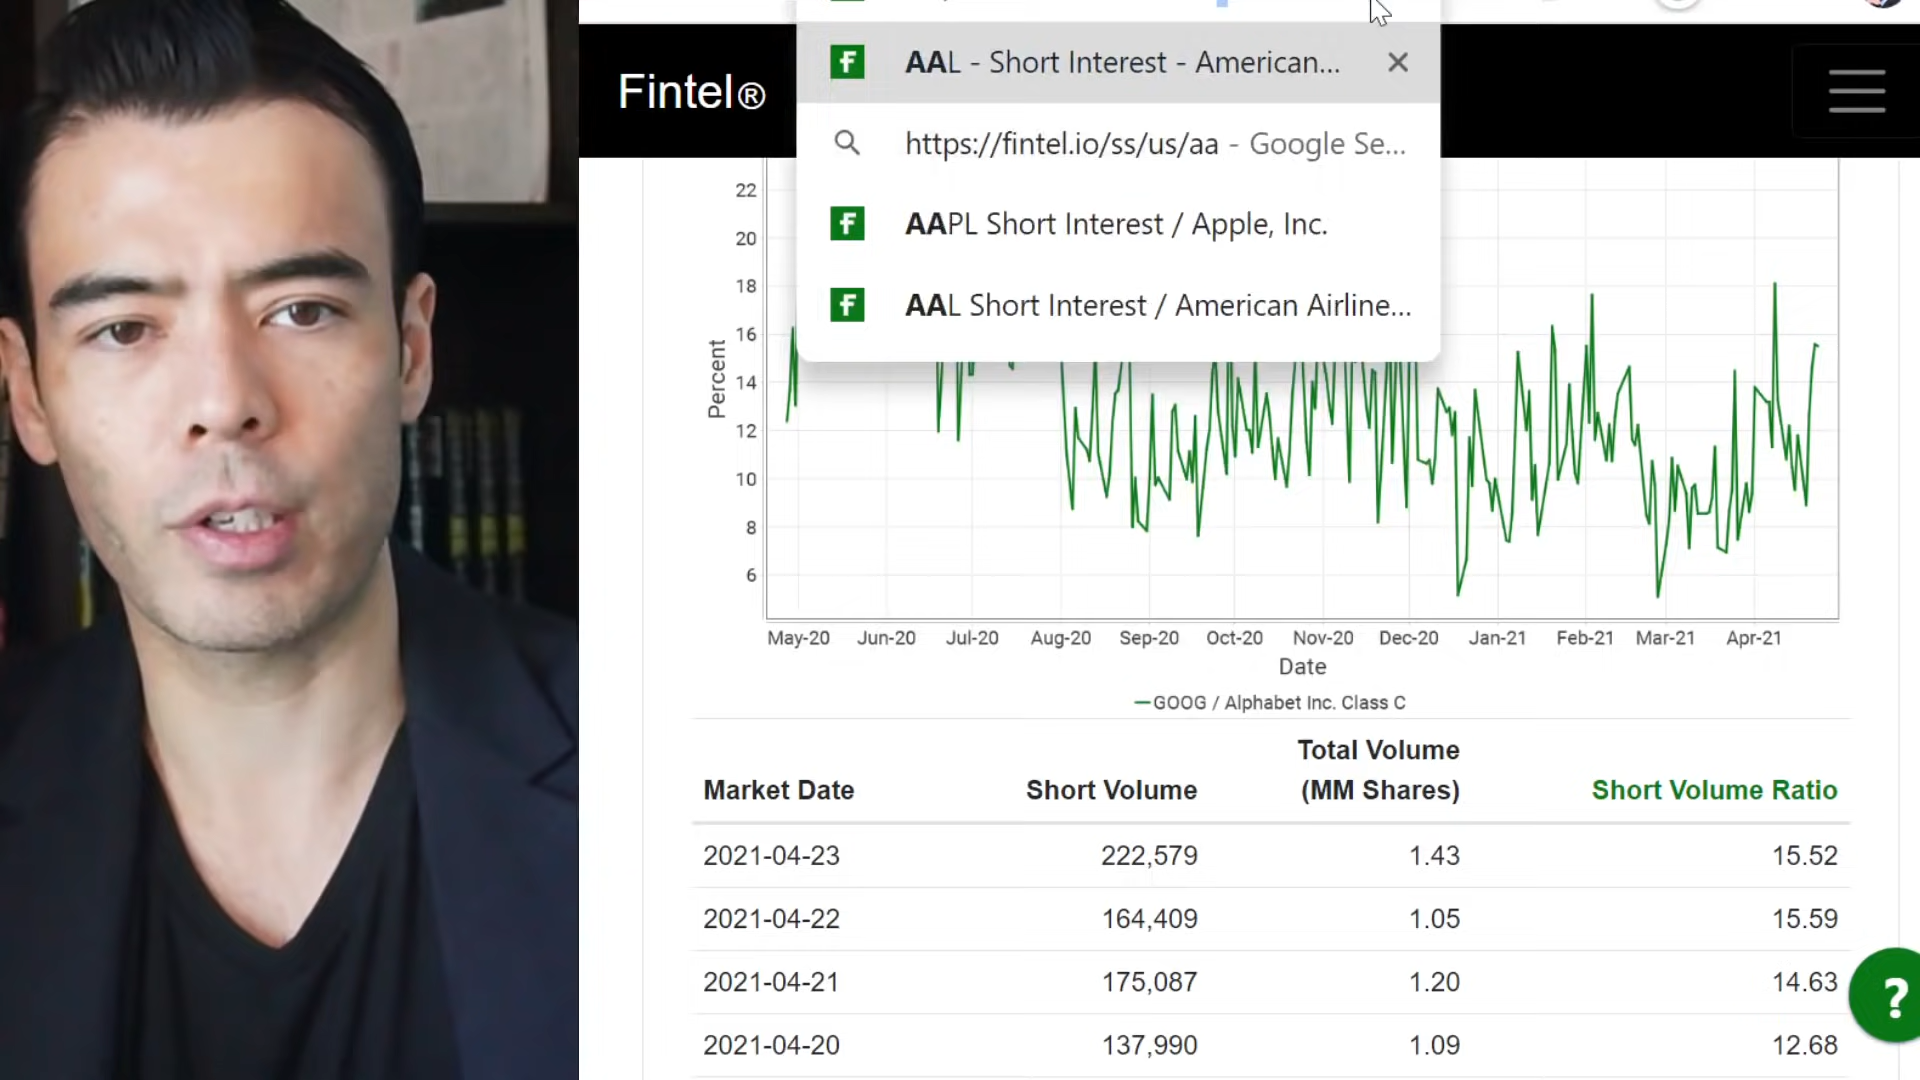 AAL - Short Interest - American...
Fintel®
https://fintel.io/ss/us/aa - Google Se...
AAPL Short Interest / Apple, Inc.
AAL Short Interest / American Airline...
22
20
18
16
14
12
10
8
6
Percent
May-20 Jun-20 Jul-20 Aug-20 Sep-20 Oct-20 Nov-20 Dec-20 Jan-21 Feb-21 Mar-21 Apr-21
Date
GOOG / Alphabet Inc. Class C
Market Date Short Volume Total Volume (MM Shares) Short Volume Ratio
2021-04-23 222,579 1.43 15.52
2021-04-22 164,409 1.05 15.59
2021-04-21 175,087 1.20 14.63
2021-04-20 137,990 1.09 12.68
?